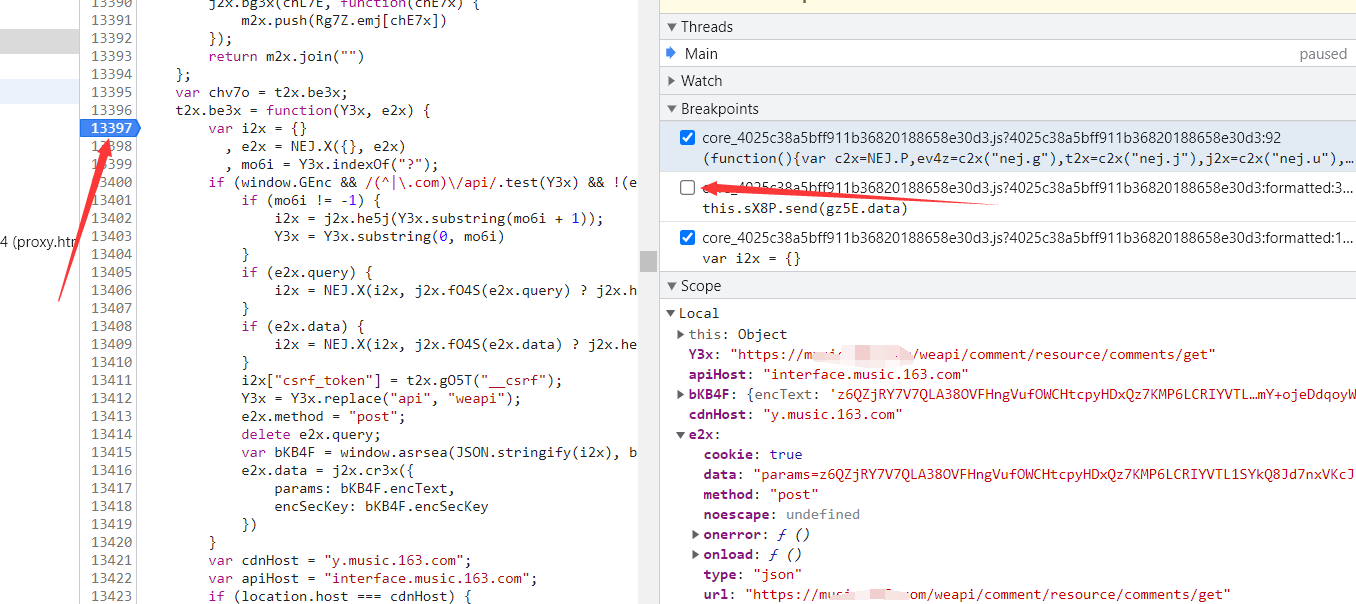 13390 j2x.bg3x(chL7E, function(chE7x) {
13391 m2x.push(Rg7Z.emj[chE7x])
13392 });
13393 return m2x.join("")
13394 };
13395 var chv7o = t2x.be3x;
13396 t2x.be3x = function(Y3x, e2x) {
13397 var i2x = {}
13398 , e2x = NEJ.X({}, e2x)
13399 , mo6i = Y3x.indexOf("?");
13400 if (window.GEnc && /(^|\.com)\/api/.test(Y3x) && !(e
13401 if (mo6i != -1) {
13402 i2x = j2x.he5j(Y3x.substring(mo6i + 1));
13403 Y3x = Y3x.substring(0, mo6i)
4 (proxy.htn
13404 }
13405 if (e2x.query) {
13406 i2x = NEJ.X(i2x, j2x.fO4S(e2x.query) ? j2x.h
13407 }
13408 if (e2x.data) {
13409 i2x = NEJ.X(i2x, j2x.fO4S(e2x.data) ? j2x.he
13410 }
13411 i2x["csrf_token"] = t2x.gO5T("__csrf");
13412 Y3x = Y3x.replace("api", "weapi");
13413 e2x.method = "post";
13414 delete e2x.query;
13415 var bKB4F = window.asrsea(JSON.stringify(i2x), b
13416 e2x.data = j2x.cr3x({
13417 params: bKB4F.encText,
13418 encSecKey: bKB4F.encSecKey
13419 })
13420 }
13421 var cdnHost = "y.music.163.com";
13422 var apiHost = "interface.music.163.com";
13423 if (location.host === cdnHost) {
Threads
Main paused
Watch
Breakpoints
core_4025c38a5bff911b36820188658e30d3.js?4025c38a5bff911b36820188658e30d3:92
(function(){var c2x=NEJ.P,ev4z=c2x("nej.g"),t2x=c2x("nej.j"),j2x=c2x("nej.u"),…
core_4025c38a5bff911b36820188658e30d3.js?4025c38a5bff911b36820188658e30d3:formatted:3…
this.sX8P.send(gz5E.data)
core_4025c38a5bff911b36820188658e30d3.js?4025c38a5bff911b36820188658e30d3:formatted:1…
var i2x = {}
Scope
Local
this: Object
Y3x: "https://mu /weapi/comment/resource/comments/get"
apiHost: "interface.music.163.com"
bKB4F: {encText: 'z6QZjRY7V7QLA38OVFHngVufOWCHtcpyHDxQz7KMP6LCRIYVTL…mY+ojeDdqoyW
cdnHost: "y.music.163.com"
e2x:
cookie: true
data: "params=z6QZjRY7V7QLA38OVFHngVufOWCHtcpyHDxQz7KMP6LCRIYVTL1SYkQ8Jd7nxVKcJ
method: "post"
noescape: undefined
onerror: ƒ ()
onload: ƒ ()
type: "json"
url: "https://mus .com/weapi/comment/resource/comments/get"